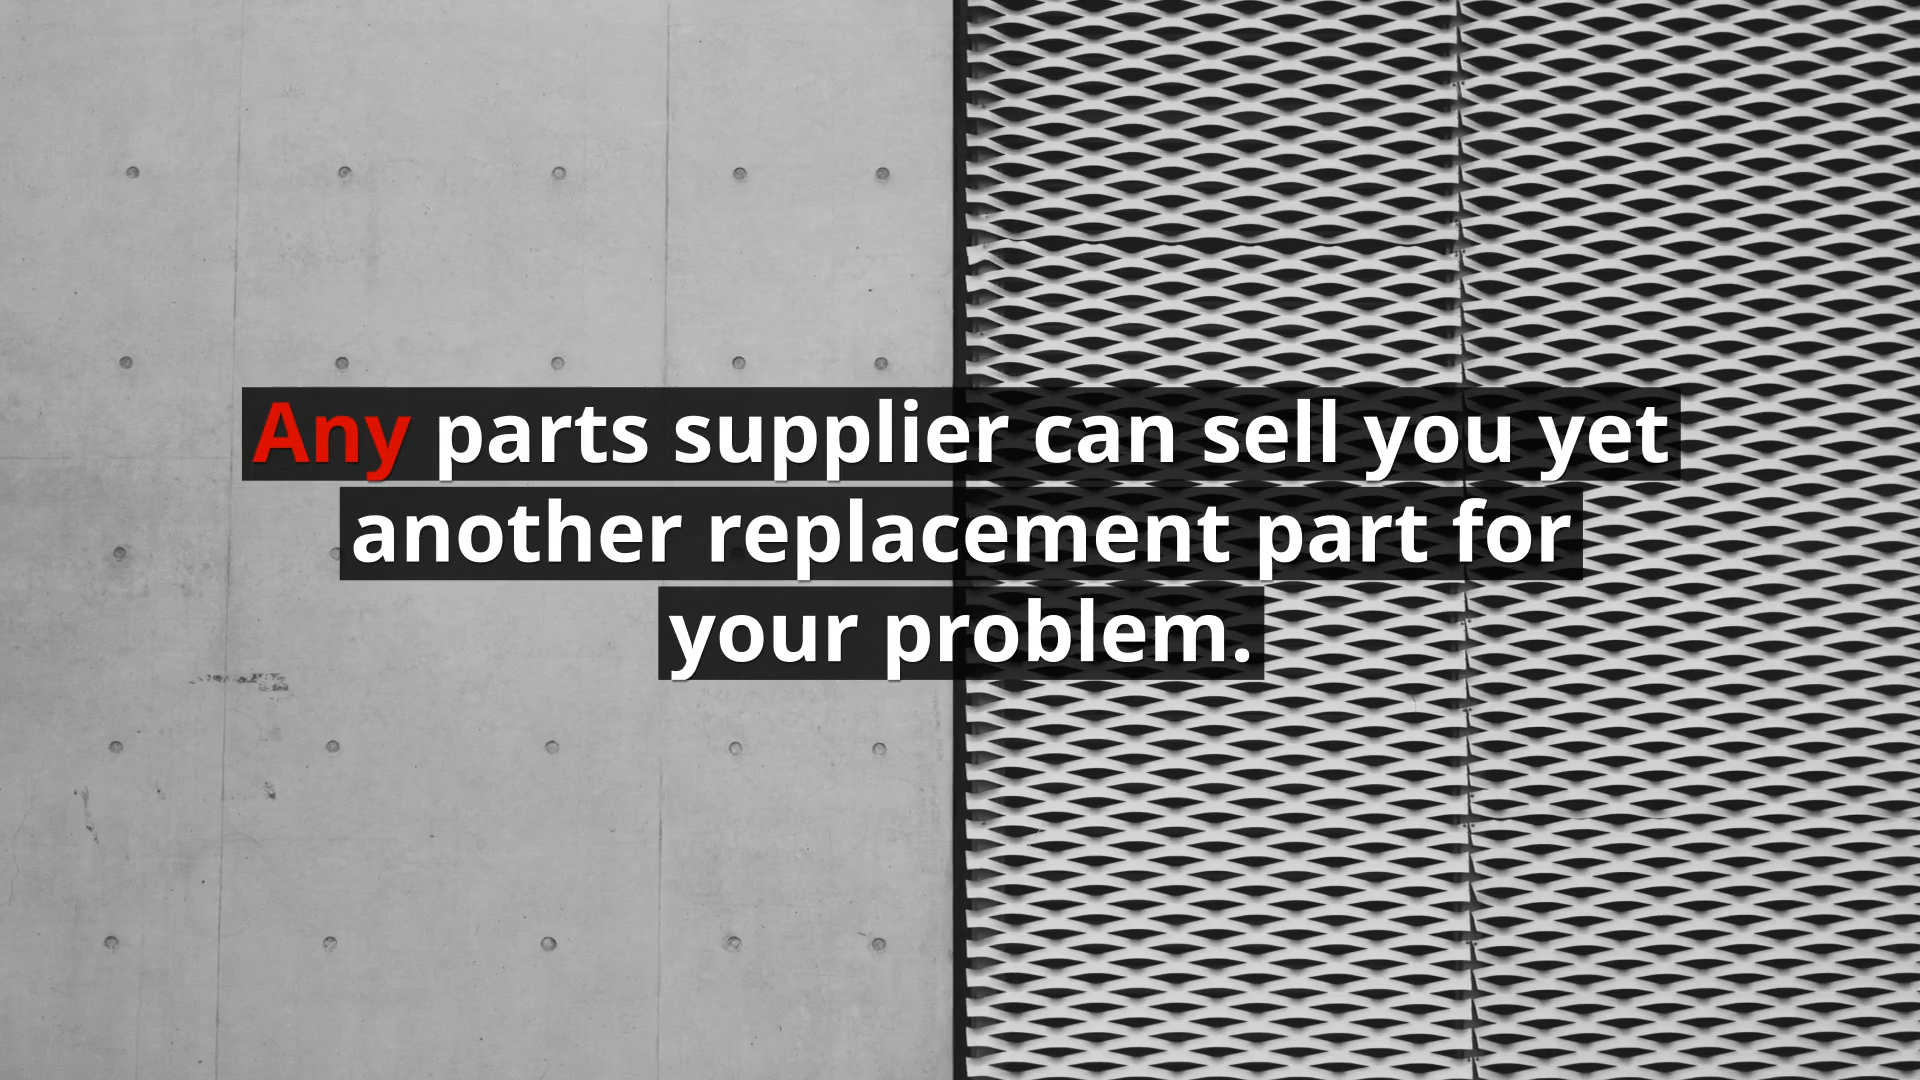 Any parts supplier can sell you yet
another replacement part for
your problem.